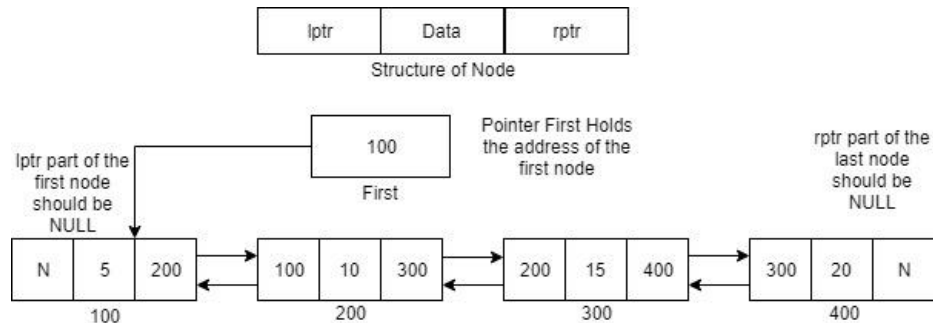 lptr Data rptr
Structure of Node
100
First
Pointer First Holds
the address of the
first node
lptr part of the
first node
should be
NULL
rptr part of the
last node
should be
NULL
N 5 200 100 10 300 200 15 400 300 20 N
100 200 300 400